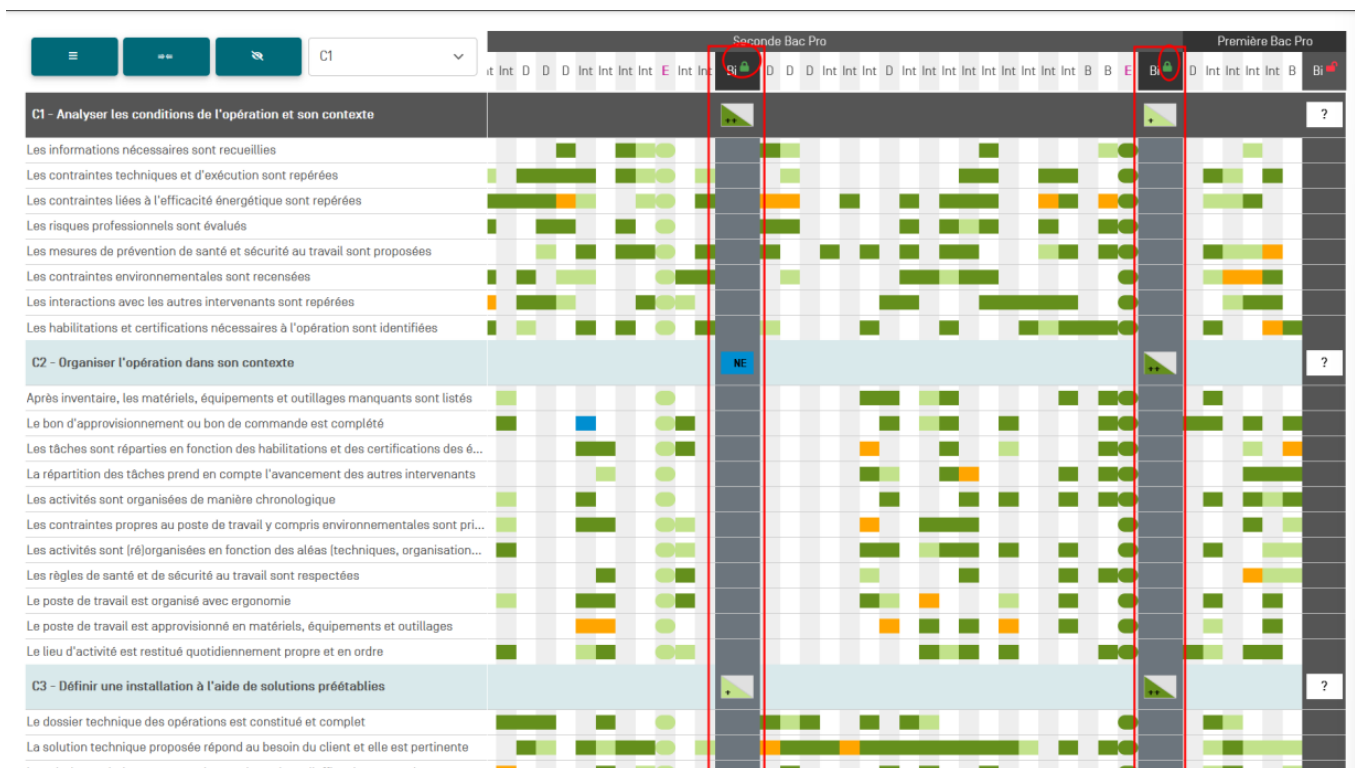 Seconde Bac Pro
Première Bac Pro
C1
Int D D D Int Int Int Int E Int Int Bi D D D Int Int Int D Int Int Int Int Int Int Int Int Int B B E Bi D Int Int Int Int B Bi
C1 - Analyser les conditions de l'opération et son contexte
++ + ?
Les informations nécessaires sont recueillies
Les contraintes techniques et d'exécution sont repérées
Les contraintes liées à l'efficacité énergétique sont repérées
Les risques professionnels sont évalués
Les mesures de prévention de santé et sécurité au travail sont proposées
Les contraintes environnementales sont recensées
Les interactions avec les autres intervenants sont repérées
Les habilitations et certifications nécessaires à l'opération sont identifiées
C2 - Organiser l'opération dans son contexte
NE ++ ?
Après inventaire, les matériels, équipements et outillages manquants sont listés
Le bon d'approvisionnement ou bon de commande est complété
Les tâches sont réparties en fonction des habilitations et des certifications des é...
La répartition des tâches prend en compte l'avancement des autres intervenants
Les activités sont organisées de manière chronologique
Les contraintes propres au poste de travail y compris environnementales sont pri...
Les activités sont (ré)organisées en fonction des aléas (techniques, organisation...
Les règles de santé et de sécurité au travail sont respectées
Le poste de travail est organisé avec ergonomie
Le poste de travail est approvisionné en matériels, équipements et outillages
Le lieu d'activité est restitué quotidiennement propre et en ordre
C3 - Définir une installation à l'aide de solutions préétablies
+ ++ ?
Le dossier technique des opérations est constitué et complet
La solution technique proposée répond au besoin du client et elle est pertinente